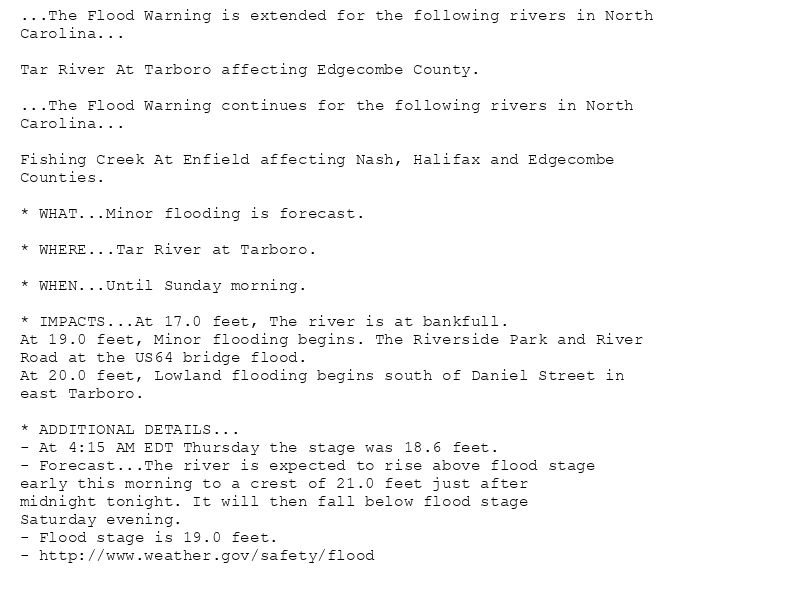 ...The Flood Warning is extended for the following rivers in North
Carolina...
Tar River At Tarboro affecting Edgecombe County.
...The Flood Warning continues for the following rivers in North
Carolina...
Fishing Creek At Enfield affecting Nash, Halifax and Edgecombe
Counties.
* WHAT...Minor flooding is forecast.
* WHERE...Tar River at Tarboro.
* WHEN...Until Sunday morning.
* IMPACTS...At 17.0 feet, The river is at bankfull.
At 19.0 feet, Minor flooding begins. The Riverside Park and River
Road at the US64 bridge flood.
At 20.0 feet, Lowland flooding begins south of Daniel Street in
east Tarboro.
* ADDITIONAL DETAILS...
- At 4:15 AM EDT Thursday the stage was 18.6 feet.
- Forecast...The river is expected to rise above flood stage
early this morning to a crest of 21.0 feet just after
midnight tonight. It will then fall below flood stage
Saturday evening.
- Flood stage is 19.0 feet.
- http://www.weather.gov/safety/flood